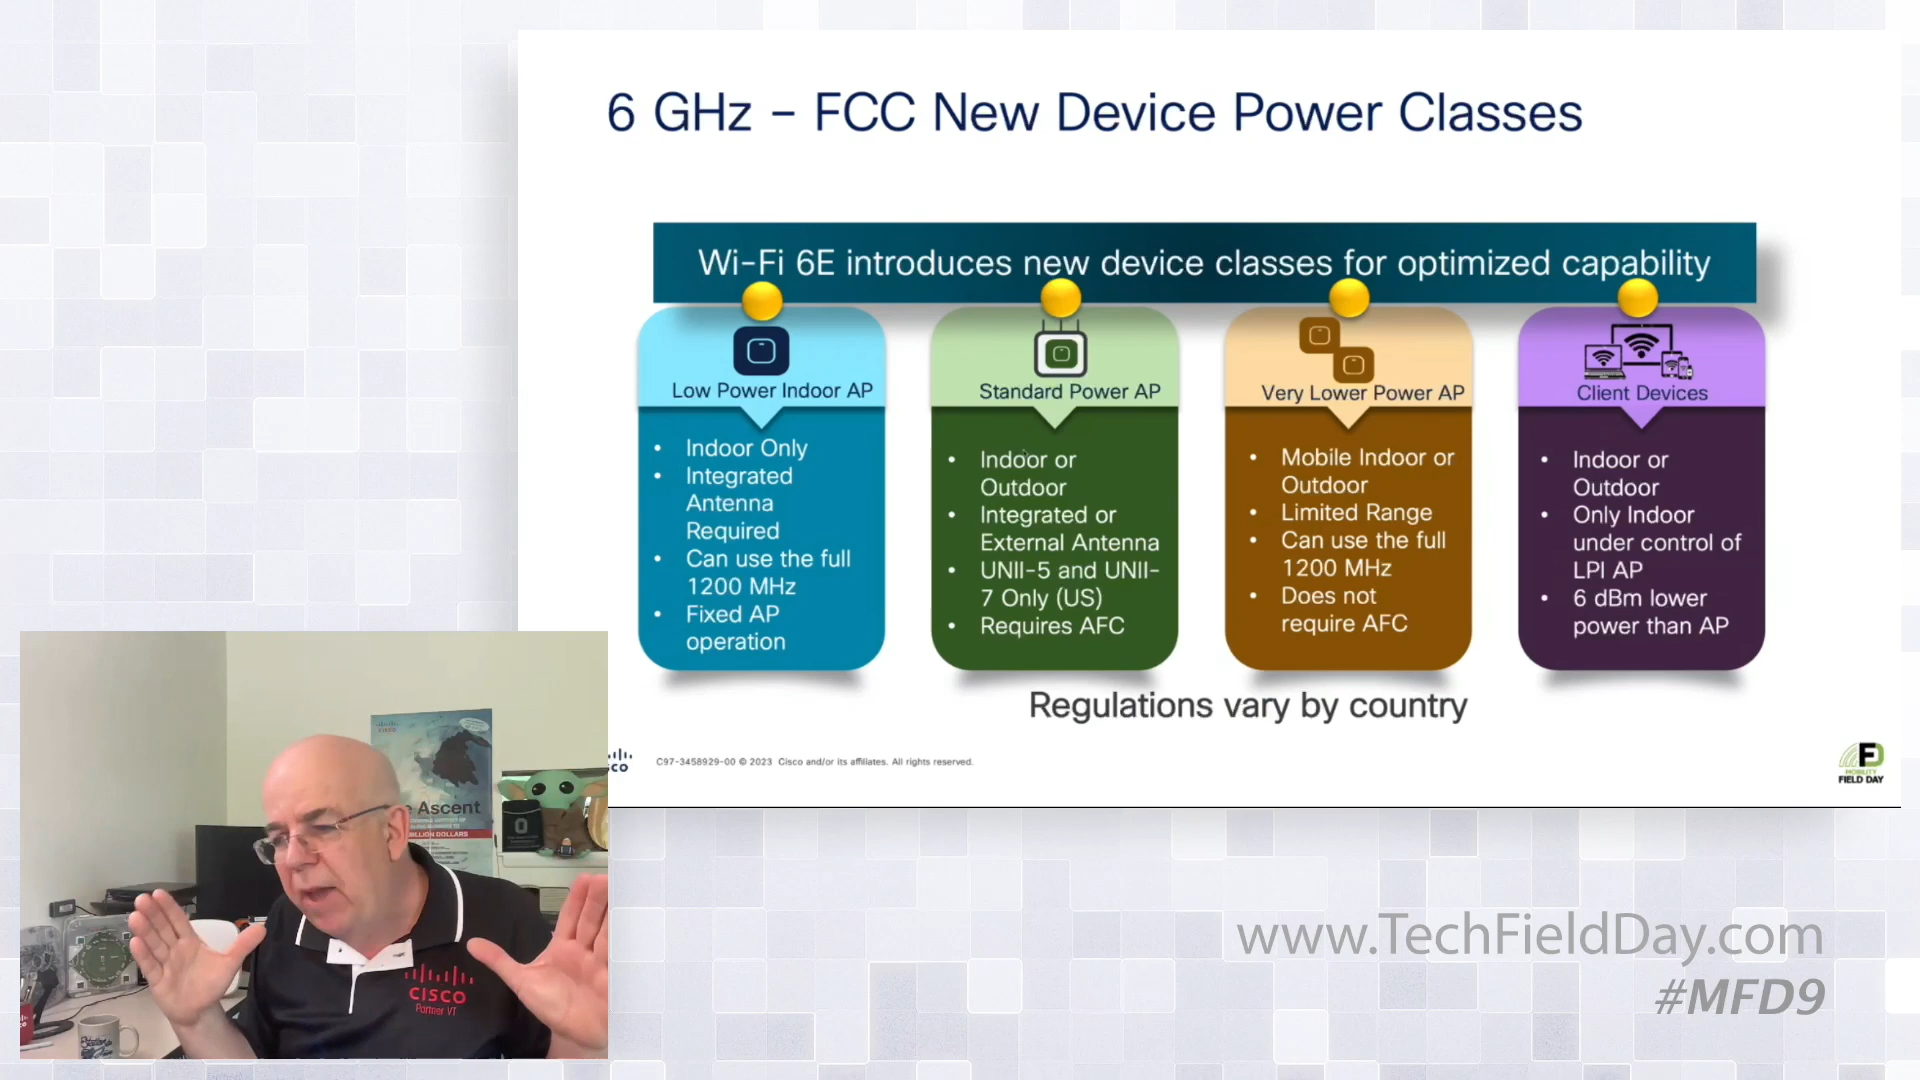 6 GHz – FCC New Device Power Classes
Wi-Fi 6E introduces new device classes for optimized capability
Low Power Indoor AP
• Indoor Only
• Integrated
Antenna
Required
• Can use the full
1200 MHz
• Fixed AP
operation
Standard Power AP
• Indoor or
Outdoor
• Integrated or
External Antenna
• UNII-5 and UNII-
7 Only (US)
• Requires AFC
Very Lower Power AP
• Mobile Indoor or
Outdoor
• Limited Range
• Can use the full
1200 MHz
• Does not
require AFC
Client Devices
• Indoor or
Outdoor
• Only Indoor
under control of
LPI AP
• 6 dBm lower
power than AP
Regulations vary by country
C97-3458929-00 © 2023 Cisco and/or its affiliates. All rights reserved.
MOBILITY
FIELD DAY
Ascent
DOLLARS
CISCO
Partner VT
www.TechFieldDay.com
#MFD9